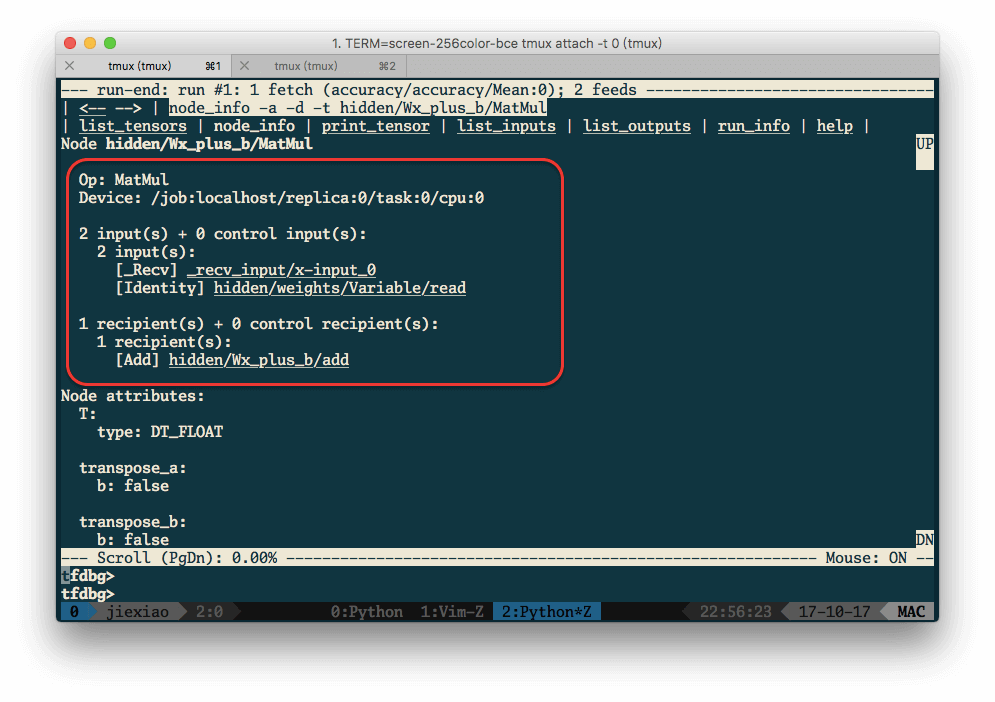 1. TERM=screen-256color-bce tmux attach -t 0 (tmux)
tmux (tmux) ⌘1 tmux (tmux) ⌘2
--- run-end: run #1: 1 fetch (accuracy/accuracy/Mean:0); 2 feeds --------------------------------
| <-- --> | node_info -a -d -t hidden/Wx_plus_b/MatMul
| list_tensors | node_info | print_tensor | list_inputs | list_outputs | run_info | help |
Node hidden/Wx_plus_b/MatMul UP
Op: MatMul
Device: /job:localhost/replica:0/task:0/cpu:0
2 input(s) + 0 control input(s):
2 input(s):
[_Recv] _recv_input/x-input_0
[Identity] hidden/weights/Variable/read
1 recipient(s) + 0 control recipient(s):
1 recipient(s):
[Add] hidden/Wx_plus_b/add
Node attributes:
T:
type: DT_FLOAT
transpose_a:
b: false
transpose_b:
b: false DN
--- Scroll (PgDn): 0.00% ----------------------------------------------------------- Mouse: ON --
tfdbg>
tfdbg>
0 jiexiao 2:0 0:Python 1:Vim-Z 2:Python*Z 22:56:23 17-10-17 MAC